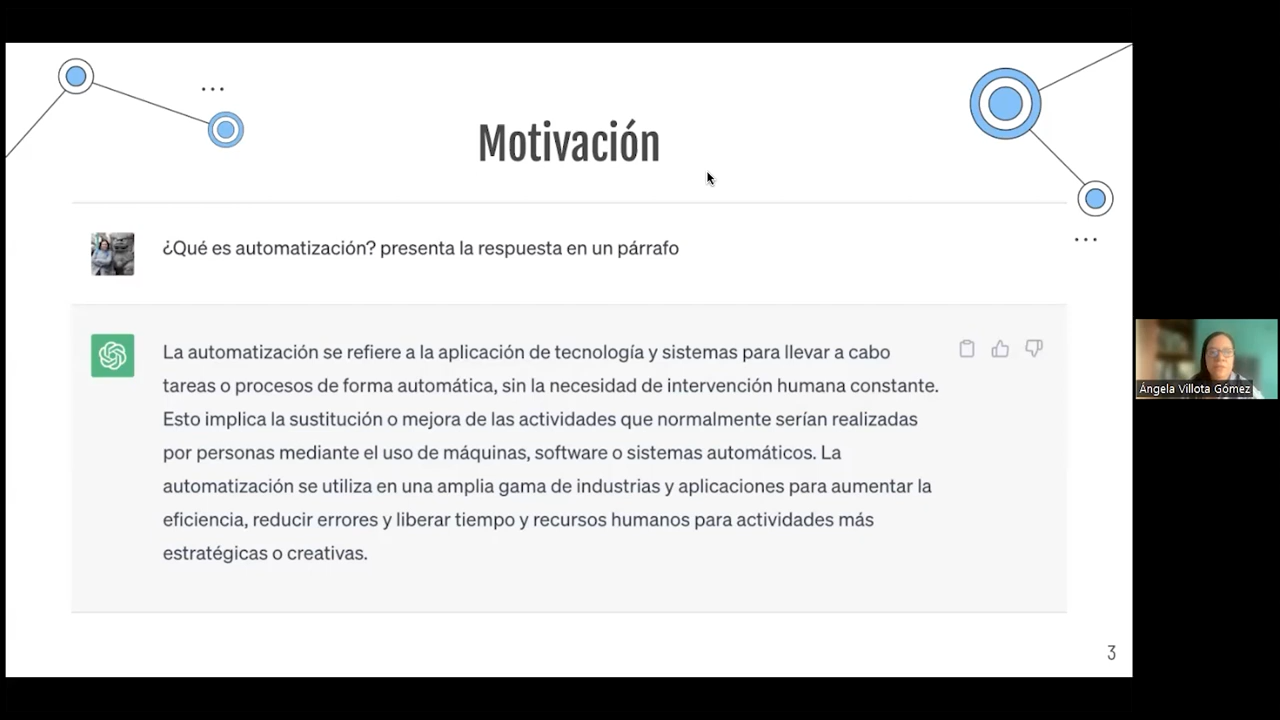 Motivación
¿Qué es automatización? presenta la respuesta en un párrafo
La automatización se refiere a la aplicación de tecnología y sistemas para llevar a cabo
tareas o procesos de forma automática, sin la necesidad de intervención humana constante.
Esto implica la sustitución o mejora de las actividades que normalmente serían realizadas
por personas mediante el uso de máquinas, software o sistemas automáticos. La
automatización se utiliza en una amplia gama de industrias y aplicaciones para aumentar la
eficiencia, reducir errores y liberar tiempo y recursos humanos para actividades más
estratégicas o creativas.
3
Ángela Villota Gómez